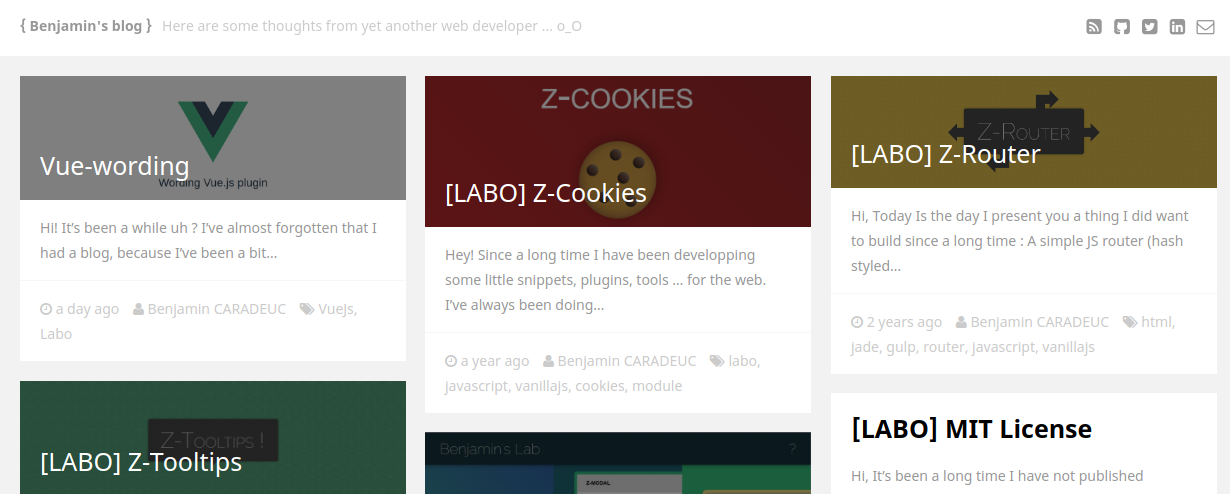 { Benjamin's blog } Here are some thoughts from yet another web developer ... o_O
Vue-wording
Wording Vue.js plugin
Hi! It's been a while uh ? I've almost forgotten that I
had a blog, because I've been a bit...
a day ago Benjamin CARADEUC VueJs,
Labo
Z-Tooltips !
[LABO] Z-Tooltips
Z-COOKIES
[LABO] Z-Cookies
Hey! Since a long time I have been developping
some little snippets, plugins, tools ... for the web.
I've always been doing...
a year ago Benjamin CARADEUC labo,
javascript, vanillajs, cookies, module
Benjamin's Lab ?
Z-MODAL
Z-Router
[LABO] Z-Router
Hi, Today Is the day I present you a thing I did want
to build since a long time : A simple JS router (hash
styled...
2 years ago Benjamin CARADEUC html,
jade, gulp, router, javascript, vanillajs
[LABO] MIT License
Hi, It's been a long time I have not published